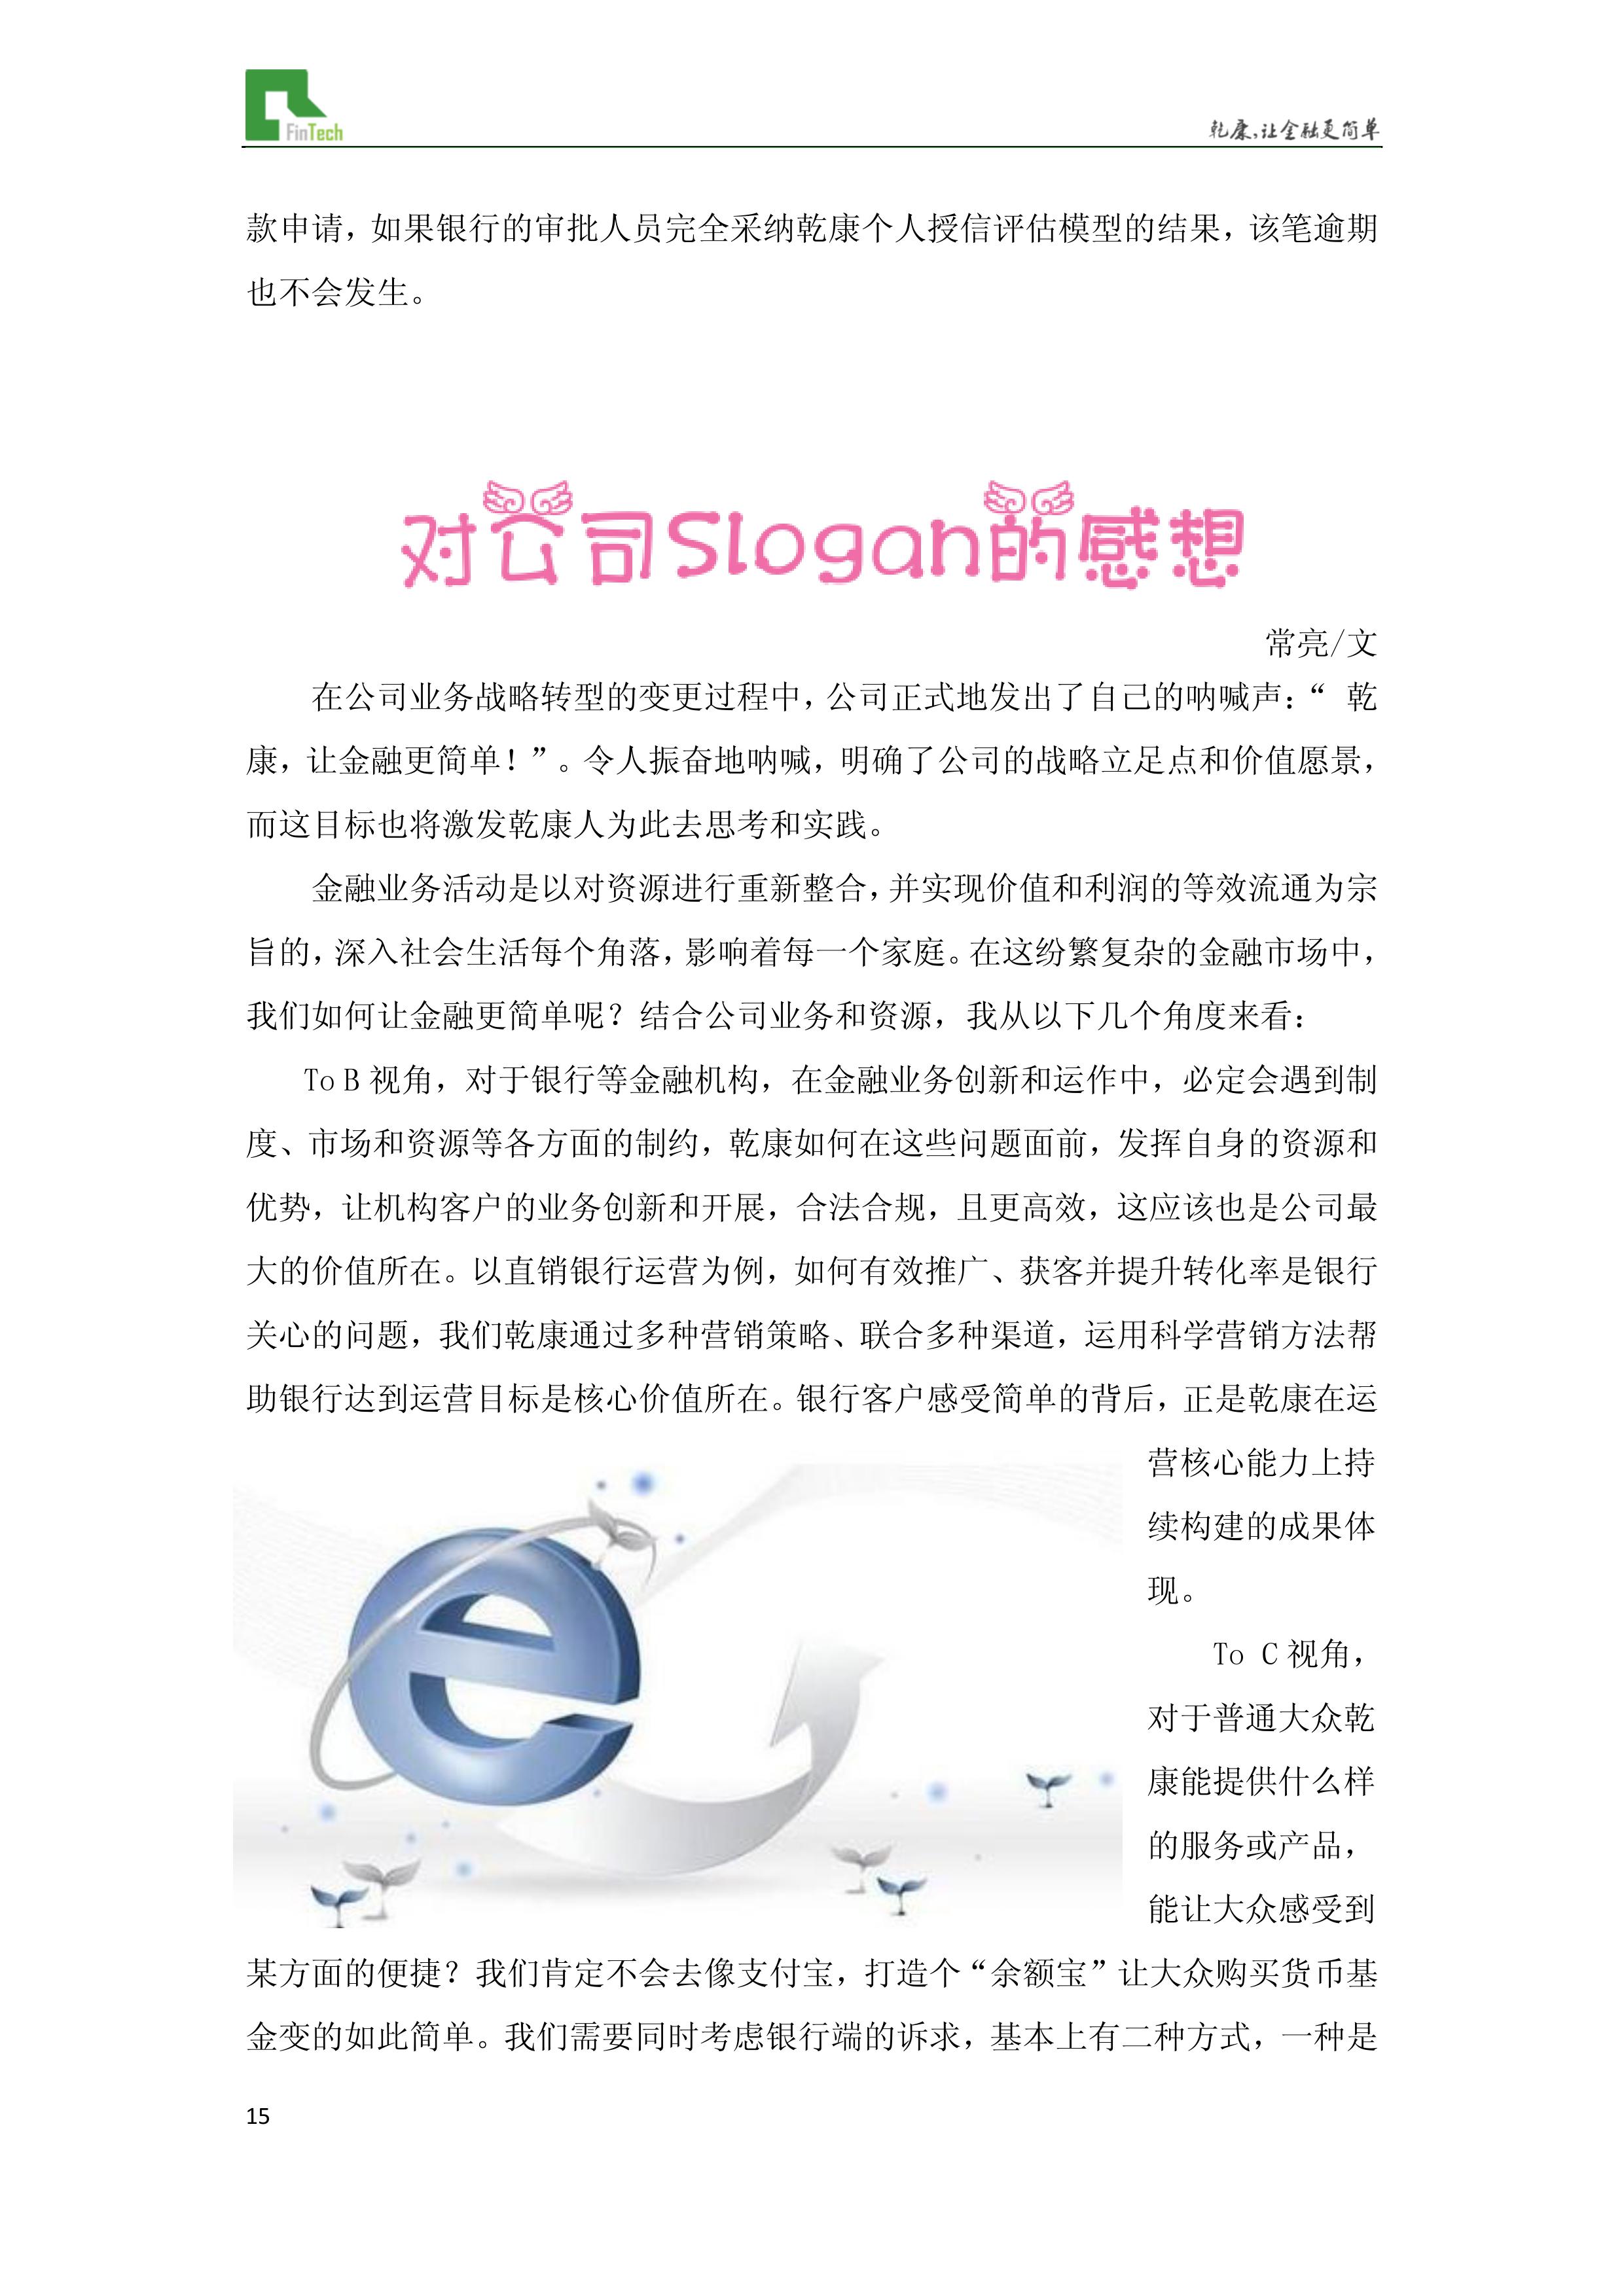 FinTech
乾康,让金融更简单
款申请，如果银行的审批人员完全采纳乾康个人授信评估模型的结果，该笔逾期
也不会发生。
对公司Slogan的感想
常亮/文
在公司业务战略转型的变更过程中，公司正式地发出了自己的呐喊声：“ 乾
康，让金融更简单！”。令人振奋地呐喊，明确了公司的战略立足点和价值愿景，
而这目标也将激发乾康人为此去思考和实践。
金融业务活动是以对资源进行重新整合，并实现价值和利润的等效流通为宗
旨的，深入社会生活每个角落，影响着每一个家庭。在这纷繁复杂的金融市场中，
我们如何让金融更简单呢？结合公司业务和资源，我从以下几个角度来看：
To B 视角，对于银行等金融机构，在金融业务创新和运作中，必定会遇到制
度、市场和资源等各方面的制约，乾康如何在这些问题面前，发挥自身的资源和
优势，让机构客户的业务创新和开展，合法合规，且更高效，这应该也是公司最
大的价值所在。以直销银行运营为例，如何有效推广、获客并提升转化率是银行
关心的问题，我们乾康通过多种营销策略、联合多种渠道，运用科学营销方法帮
助银行达到运营目标是核心价值所在。银行客户感受简单的背后，正是乾康在运
营核心能力上持
续构建的成果体
现。
To C 视角，
对于普通大众乾
康能提供什么样
的服务或产品，
能让大众感受到
某方面的便捷？我们肯定不会去像支付宝，打造个“余额宝”让大众购买货币基
金变的如此简单。我们需要同时考虑银行端的诉求，基本上有二种方式，一种是
15